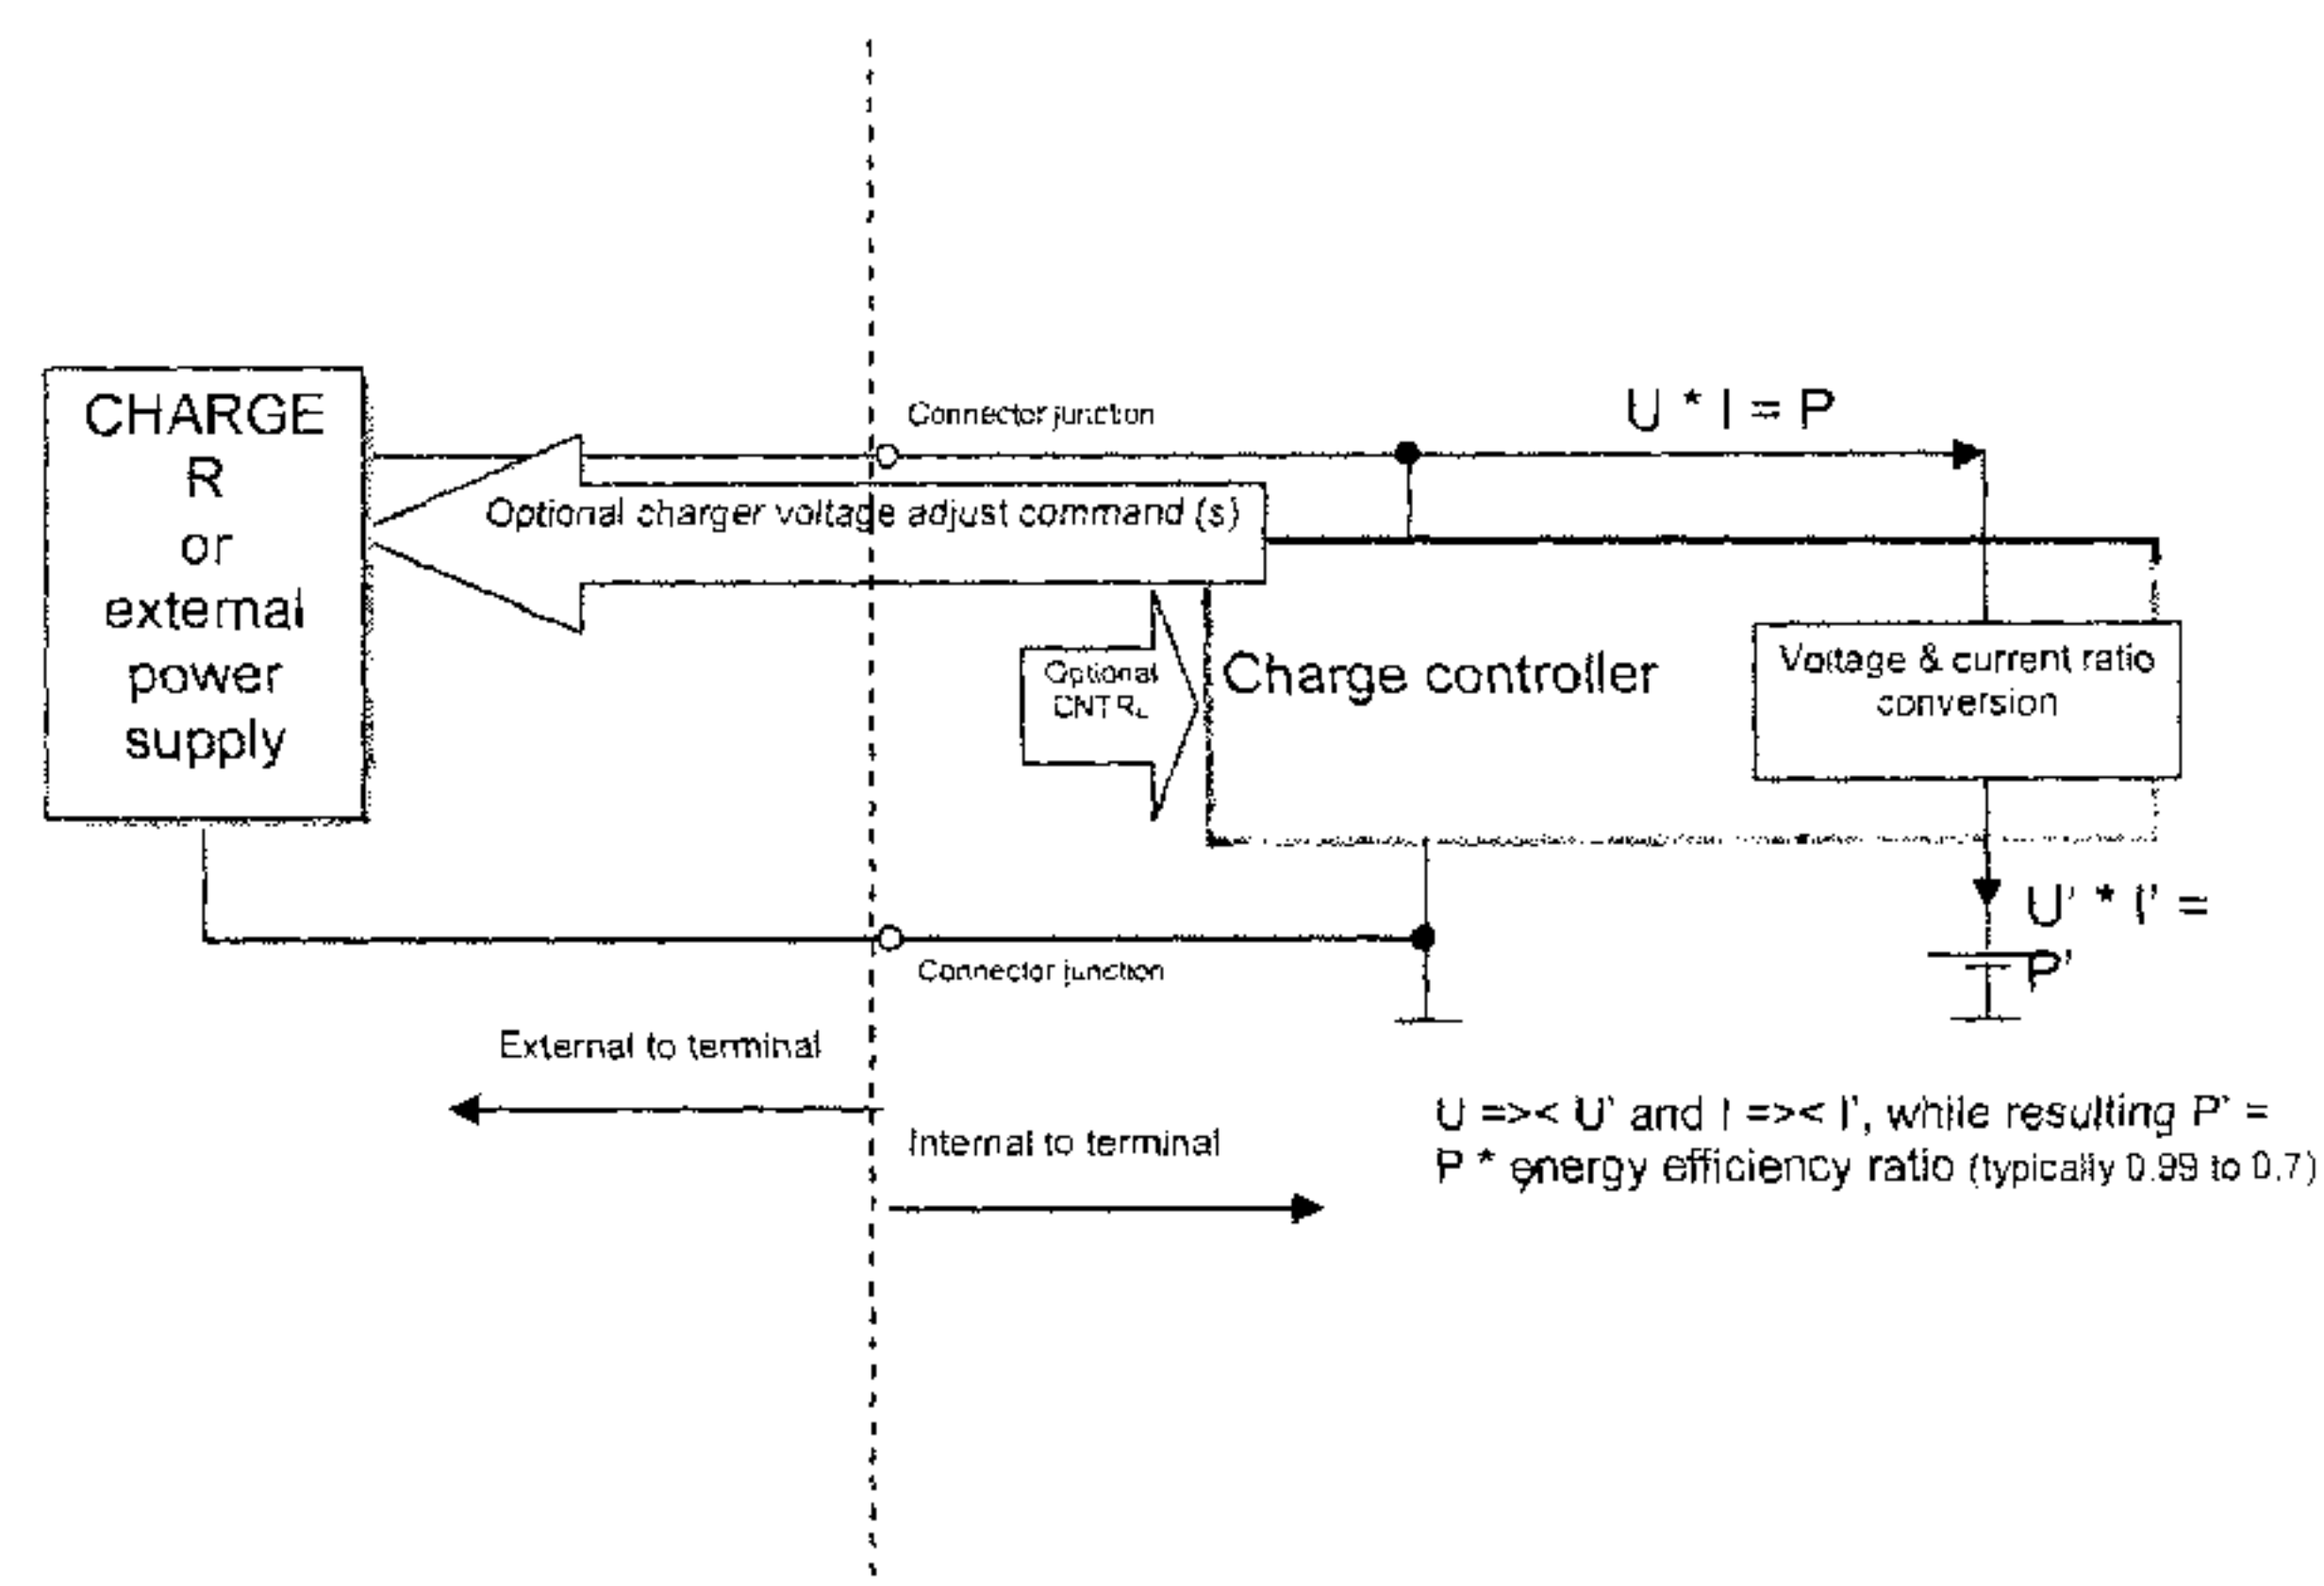 CHARGE
R
or
external
power
supply
Connector junction
U * I = P
Optional charger voltage adjust command (s)
Optional
CNTRL
Charge controller
Voltage & current ratio
conversion
U' * I' =
P'
Connector junction
External to terminal
Internal to terminal
U =>< U' and I =>< I', while resulting P' =
P * energy efficiency ratio (typically 0.99 to 0.7)